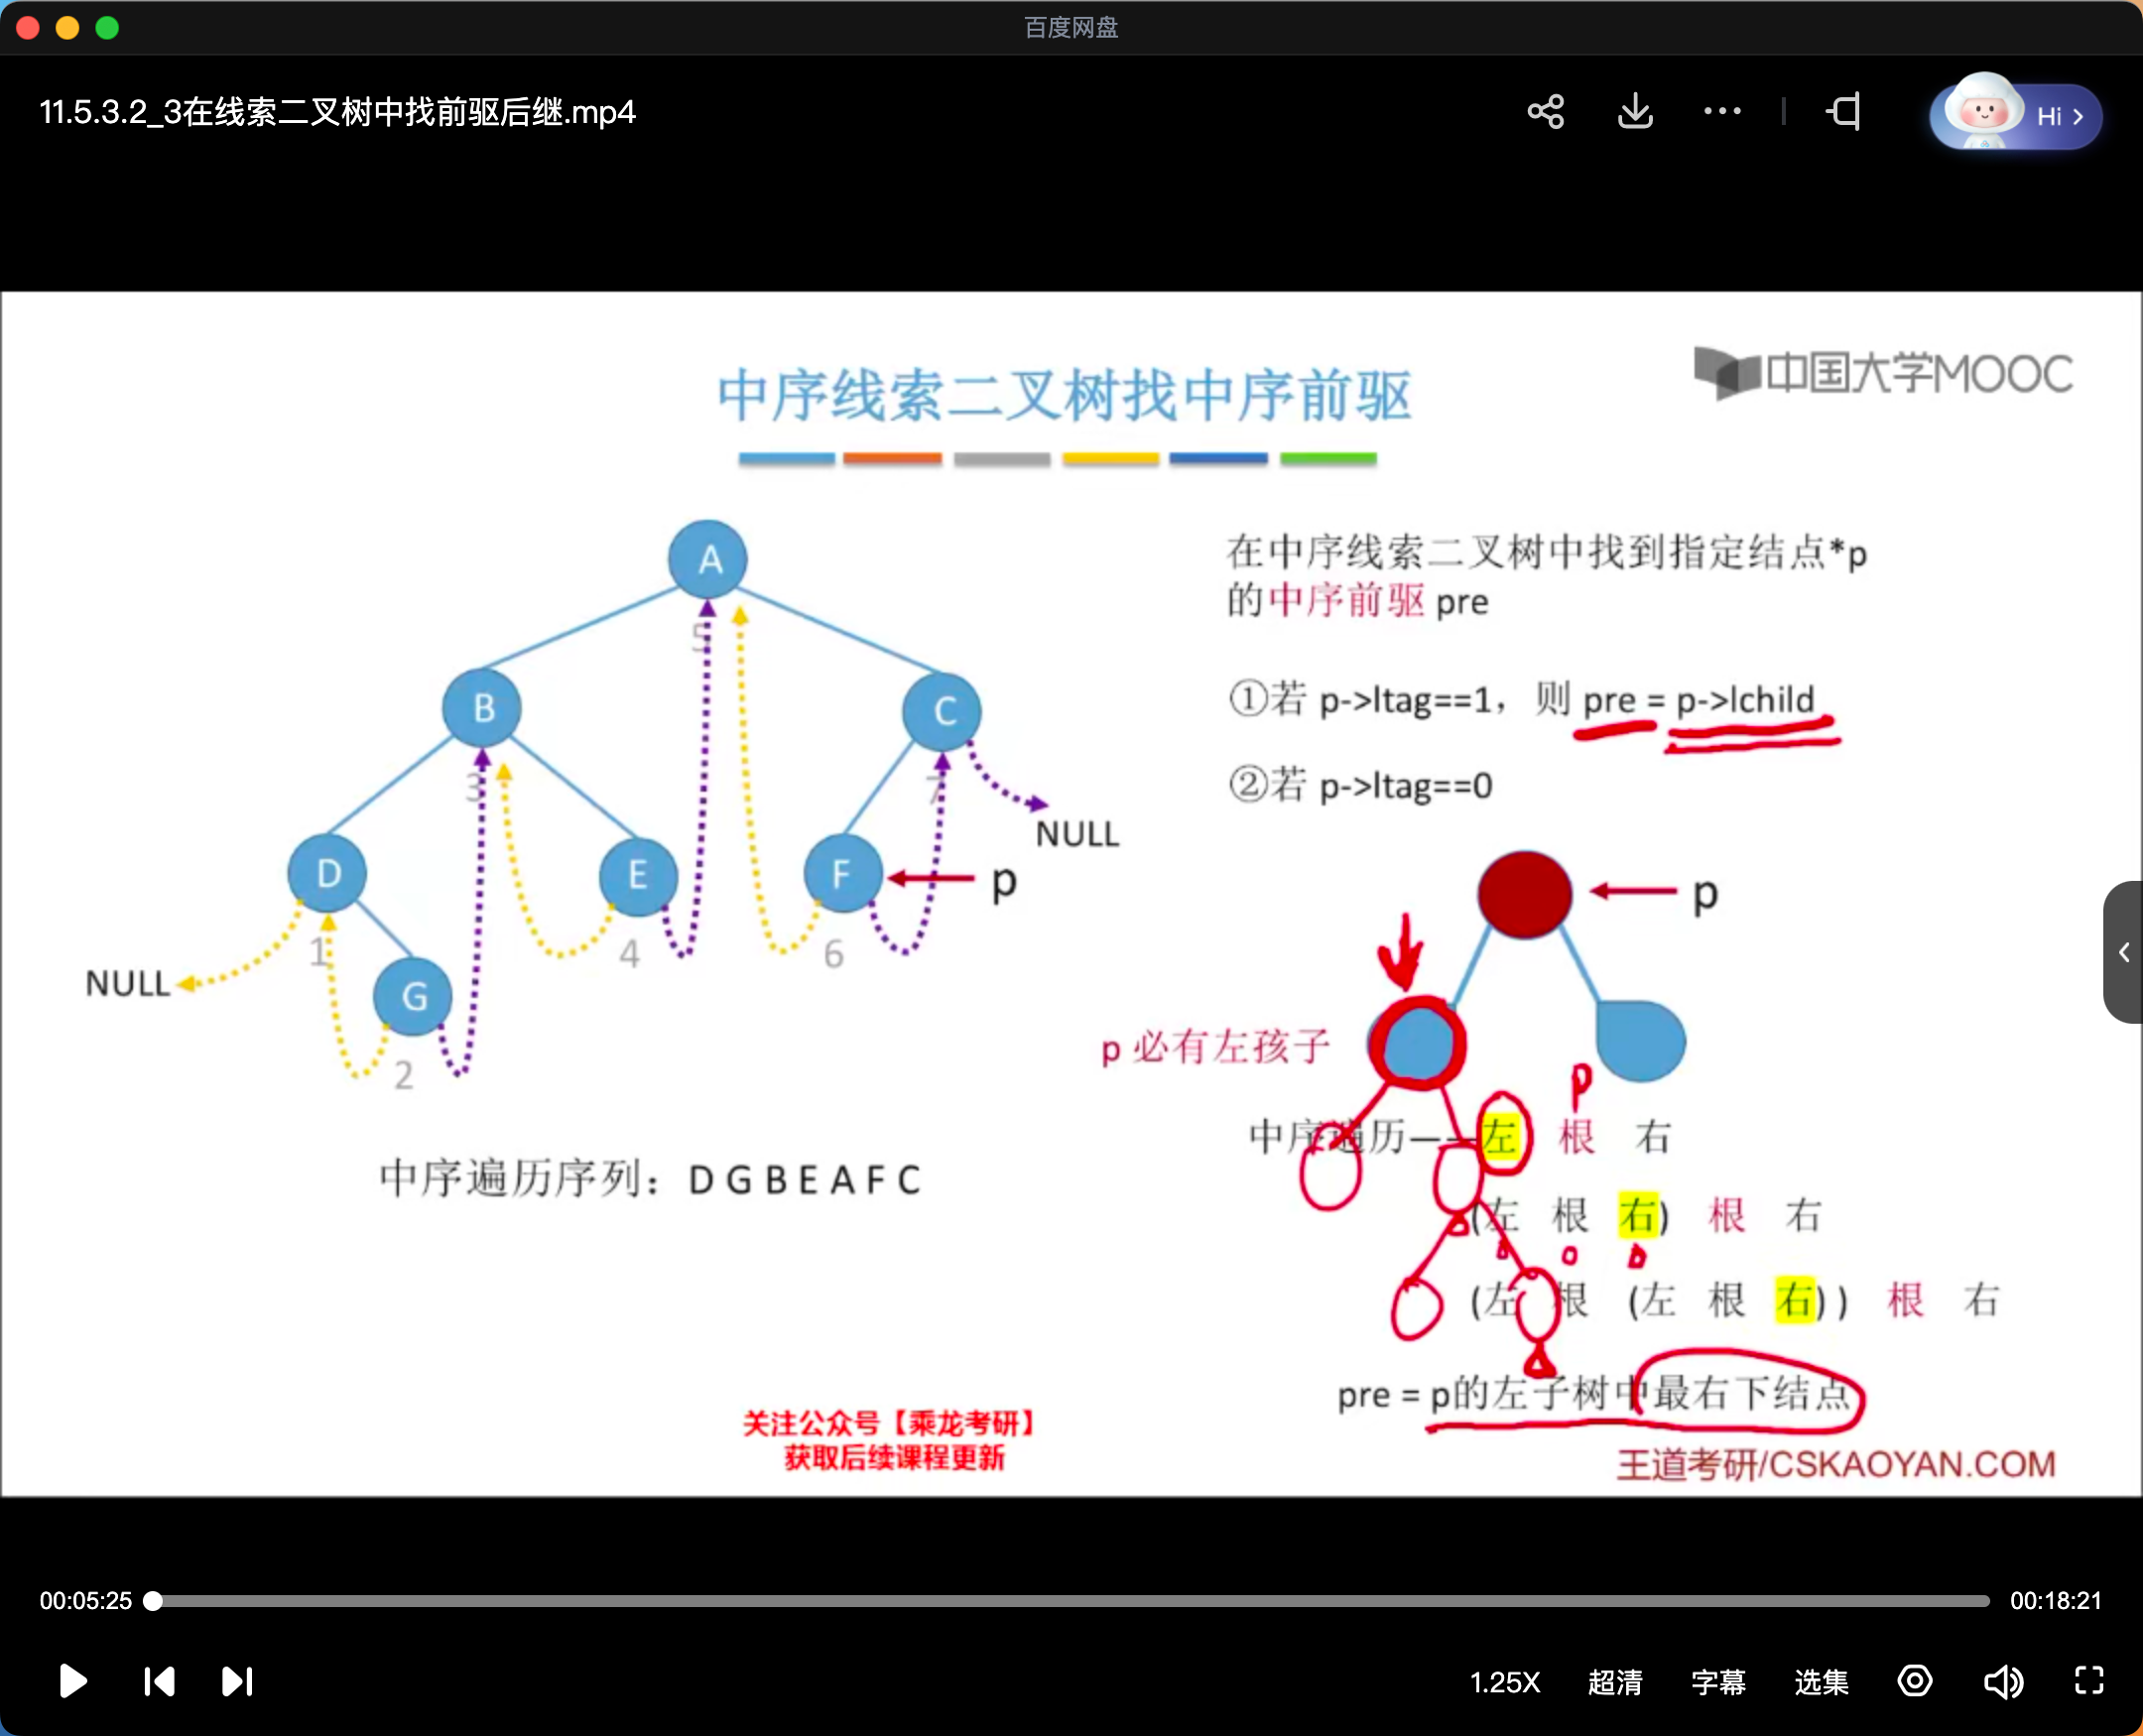 百度网盘
11.5.3.2_3在线索二叉树中找前驱后继.mp4
Hi
中国大学MOOC
中序线索二叉树找中序前驱
在中序线索二叉树中找到指定结点*p
的中序前驱 pre
①若 p->ltag==1，则 pre = p->lchild
②若 p->ltag==0
A
5
B
C
3
7
NULL
D
E
F
p
p
1
4
6
NULL
G
2
p 必有左孩子
p
中序遍历——左 根 右
中序遍历序列：D G B E A F C
(左 根 右) 根 右
(左 根 (左 根 右)) 根 右
pre = p的左子树中最右下结点
关注公众号【乘龙考研】
获取后续课程更新
王道考研/CSKAOYAN.COM
00:05:25
00:18:21
1.25X 超清 字幕 选集